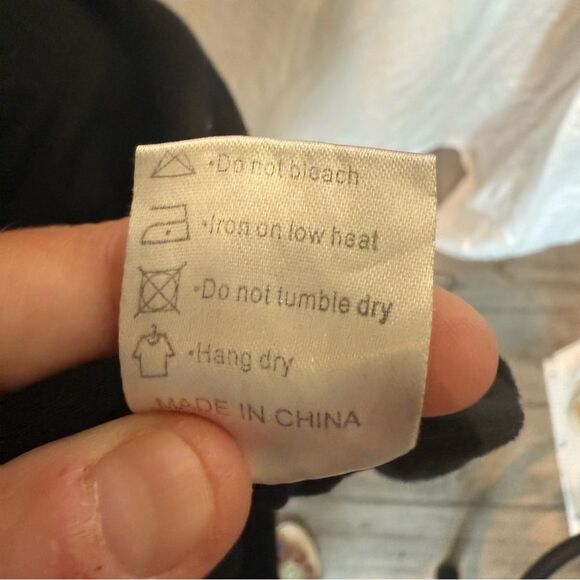 •Do not bleach
•Iron on low heat
•Do not tumble dry
•Hang dry
MADE IN CHINA